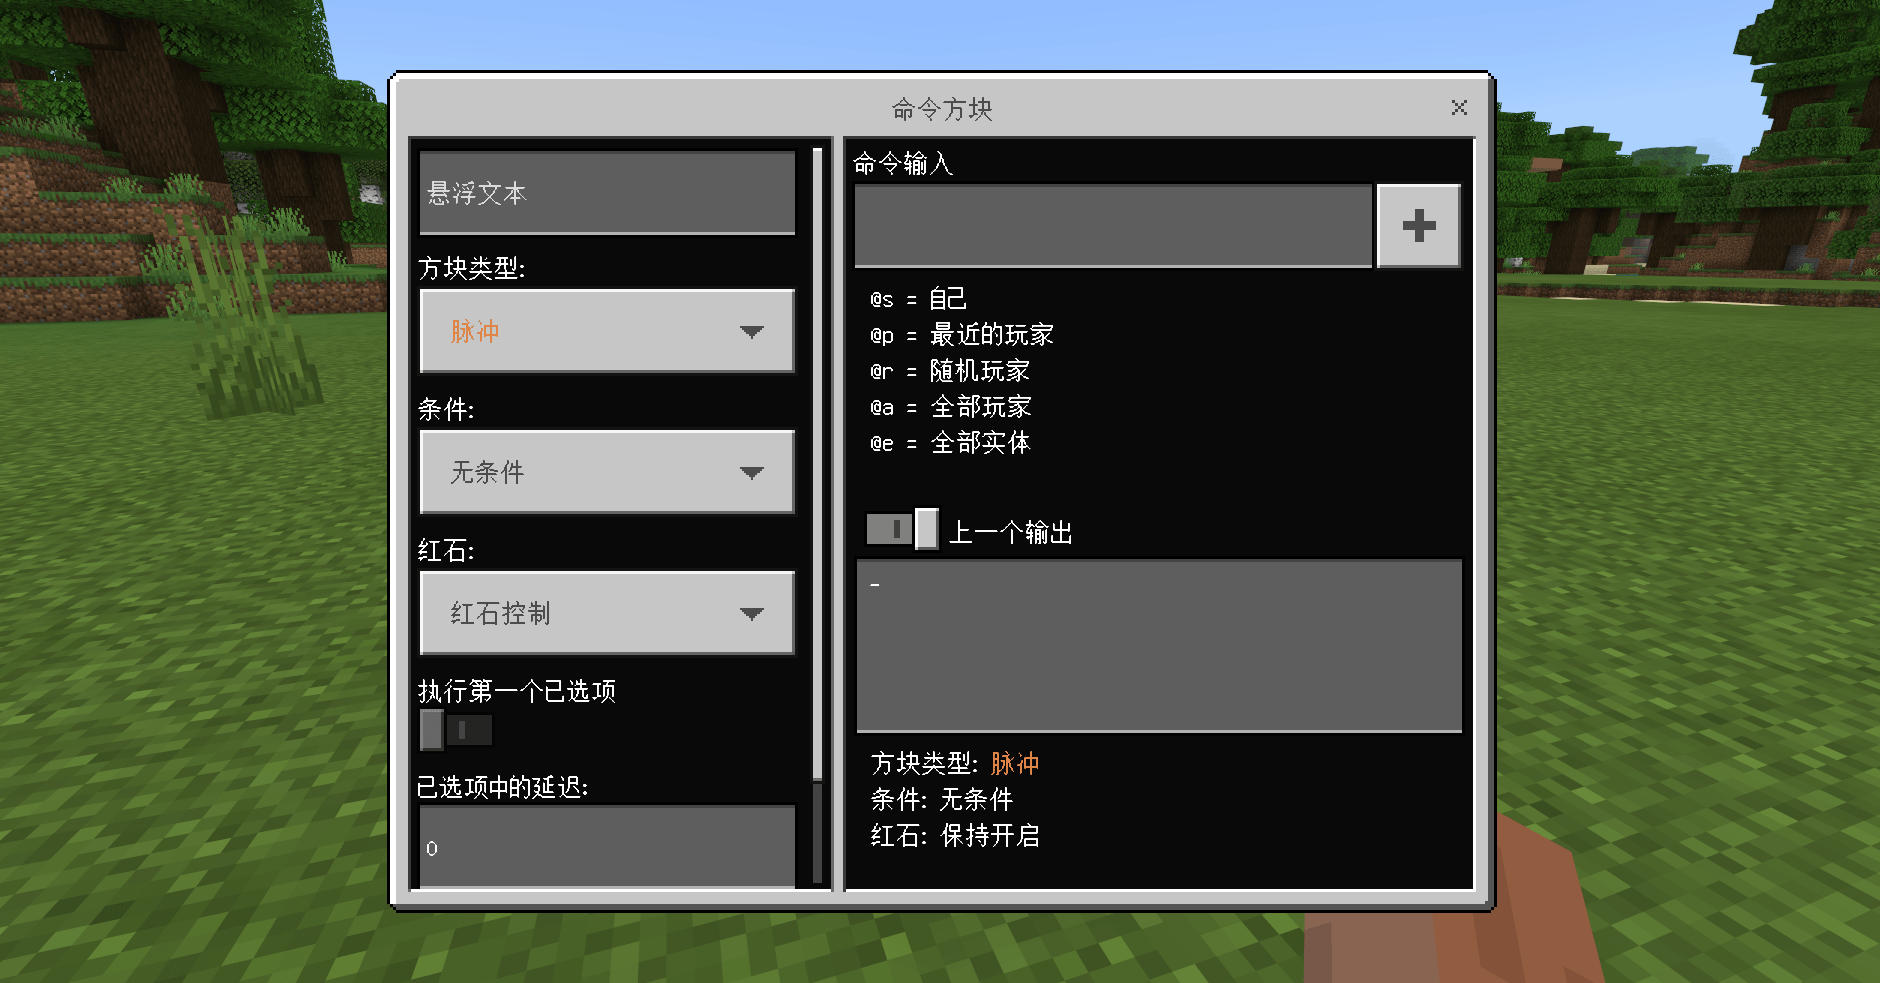 命令方块
悬浮文本
方块类型:
脉冲
条件:
无条件
红石:
红石控制
执行第一个已选项
已选项中的延迟:
0
命令输入
@s = 自己
@p = 最近的玩家
@r = 随机玩家
@a = 全部玩家
@e = 全部实体
上一个输出
-
方块类型: 脉冲
条件: 无条件
红石: 保持开启